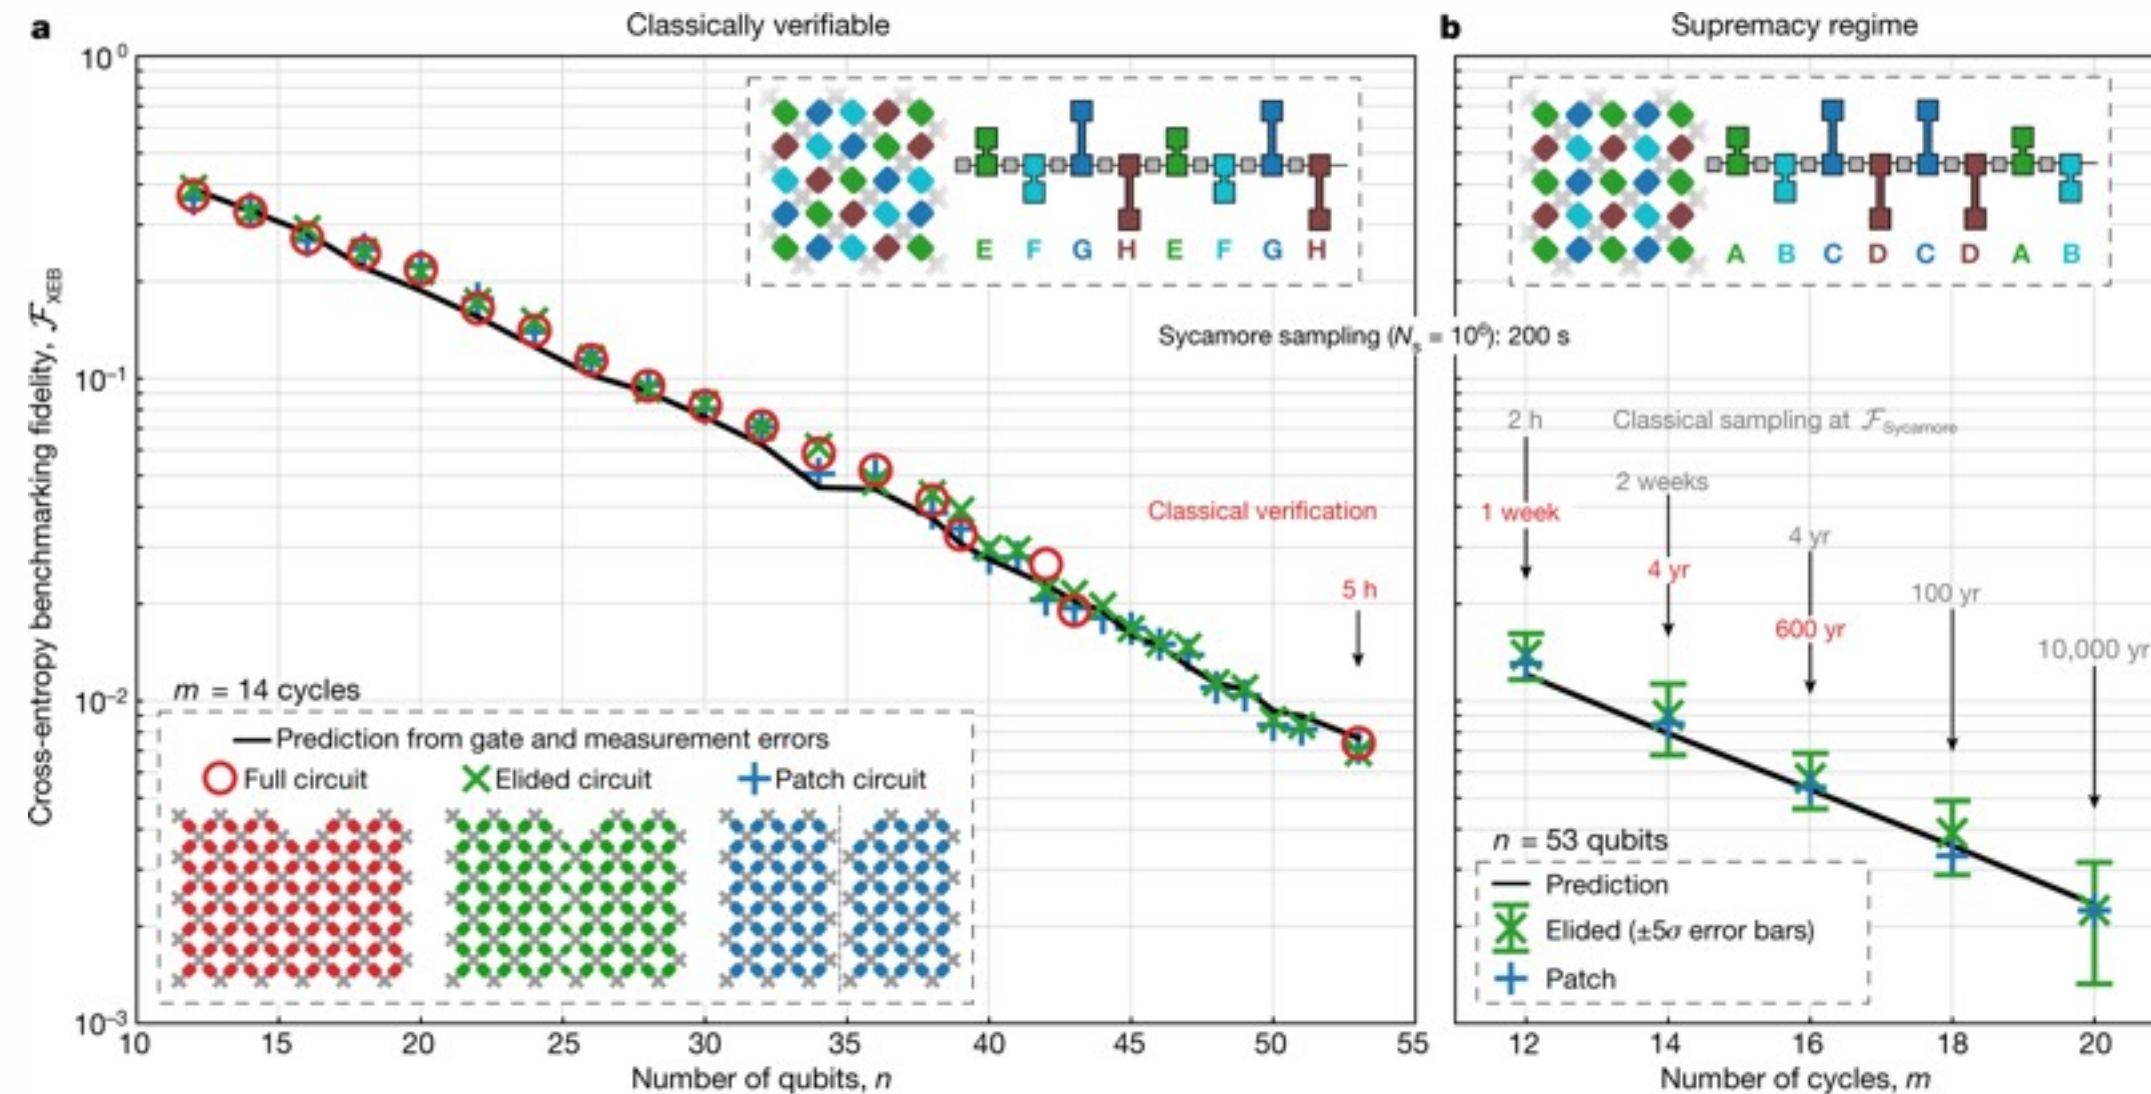 a
Classically verifiable
b
Supremacy regime
Cross-entropy benchmarking fidelity, ℱXEB
10⁰
10⁻¹
10⁻²
10⁻³
E F G H E F G H
A B C D C D A B
Sycamore sampling (Nₛ = 10⁶): 200 s
Classical verification
5 h
m = 14 cycles
Prediction from gate and measurement errors
Full circuit
Elided circuit
Patch circuit
10 15 20 25 30 35 40 45 50 55
Number of qubits, n
2 h
Classical sampling at ℱSycamore
1 week
2 weeks
4 yr
4 yr
600 yr
100 yr
10,000 yr
n = 53 qubits
Prediction
Elided (±5σ error bars)
Patch
12 14 16 18 20
Number of cycles, m